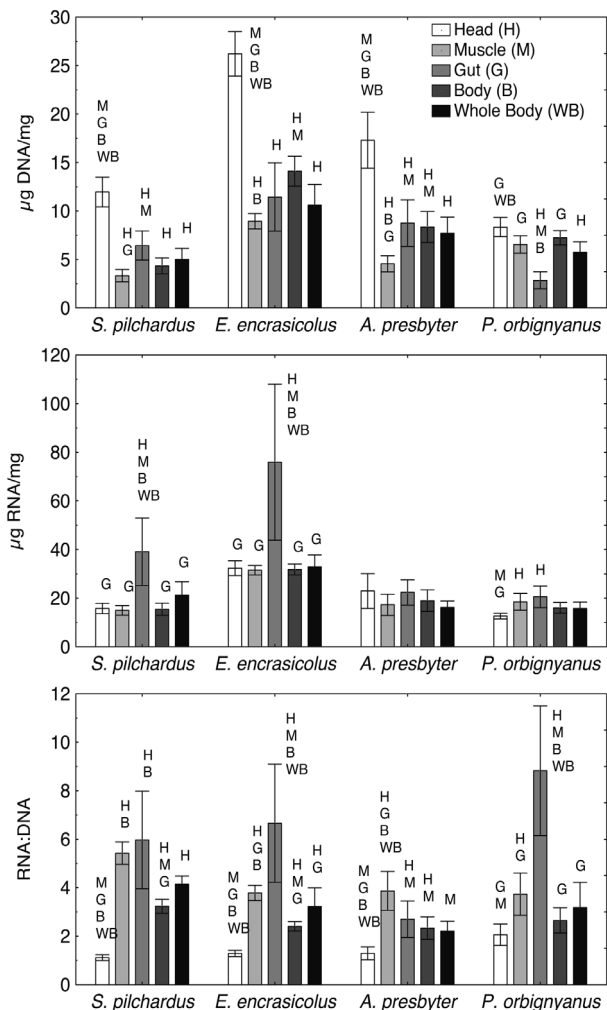 30
25
20
15
10
5
0
µg DNA/mg
Head (H)
Muscle (M)
Gut (G)
Body (B)
Whole Body (WB)
M
G
B
WB
H
G
H
M
H
H
M
G
B
WB
H
B
H
H
M
H
M
G
B
WB
H
B
G
H
M
H
M
H
G
WB
G
H
M
B
G
H
S. pilchardus E. encrasicolus A. presbyter P. orbignyanus
120
100
80
60
40
20
0
µg RNA/mg
G
G
H
M
B
WB
G
G
G
G
H
M
B
WB
G
G
M
G
H
H
S. pilchardus E. encrasicolus A. presbyter P. orbignyanus
12
10
8
6
4
2
0
RNA:DNA
M
G
B
WB
H
B
H
B
H
M
G
H
M
G
B
WB
H
G
B
H
M
B
WB
H
M
G
H
G
M
G
B
WB
H
G
B
WB
H
M
H
M
M
G
M
H
G
H
M
B
WB
G
G
S. pilchardus E. encrasicolus A. presbyter P. orbignyanus